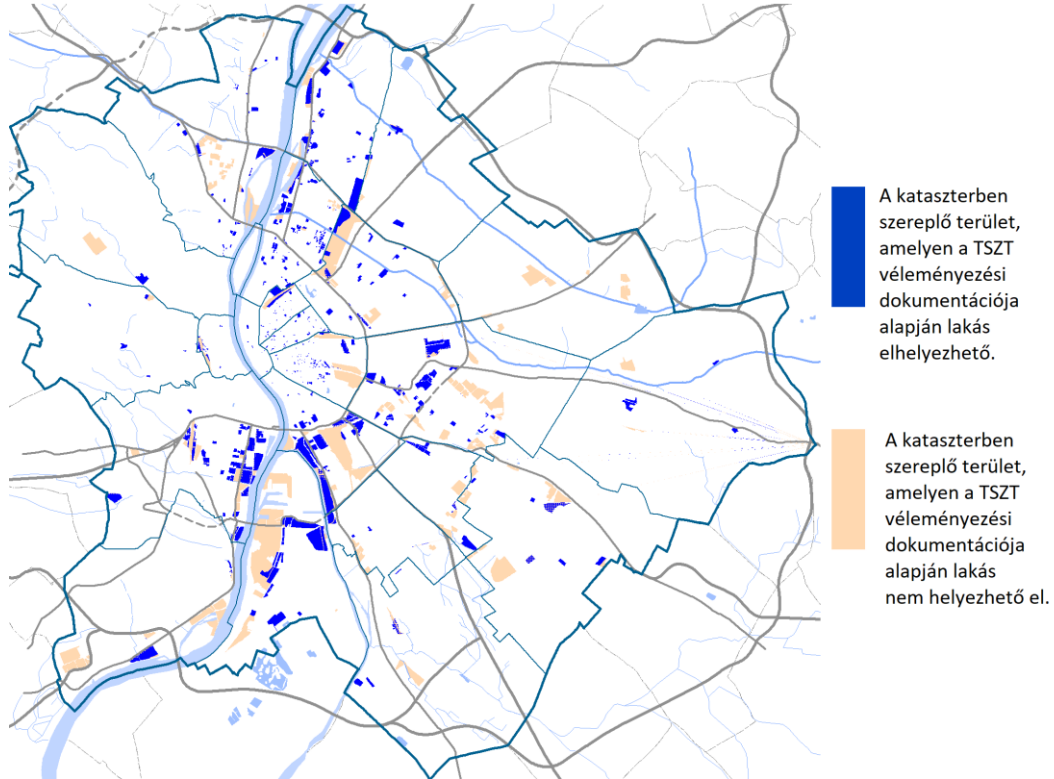 A kataszterben
szereplő terület,
amelyen a TSZT
véleményezési
dokumentációja
alapján lakás
elhelyezhető.
A kataszterben
szereplő terület,
amelyen a TSZT
véleményezési
dokumentációja
alapján lakás
nem helyezhető el.